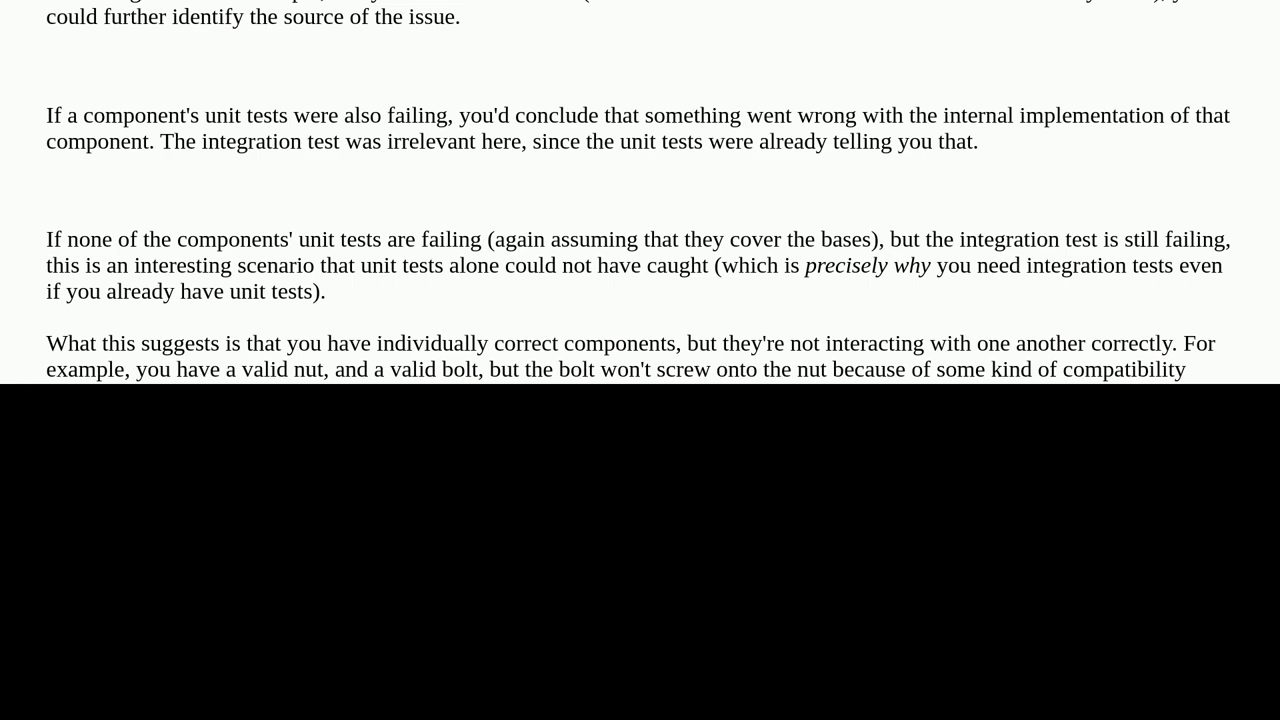 could further identify the source of the issue.
If a component's unit tests were also failing, you'd conclude that something went wrong with the internal implementation of that
component. The integration test was irrelevant here, since the unit tests were already telling you that.
If none of the components' unit tests are failing (again assuming that they cover the bases), but the integration test is still failing,
this is an interesting scenario that unit tests alone could not have caught (which is precisely why you need integration tests even
if you already have unit tests).
What this suggests is that you have individually correct components, but they're not interacting with one another correctly. For
example, you have a valid nut, and a valid bolt, but the bolt won't screw onto the nut because of some kind of compatibility